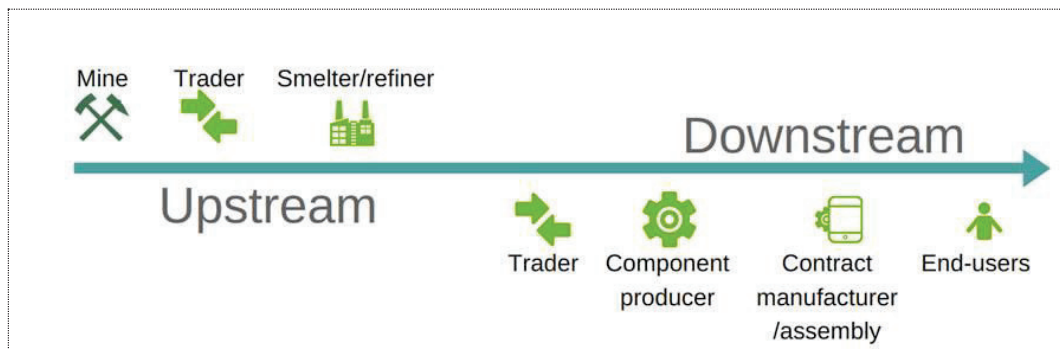 Mine Trader Smelter/refiner
Downstream
Upstream
Trader Component producer Contract manufacturer /assembly End-users